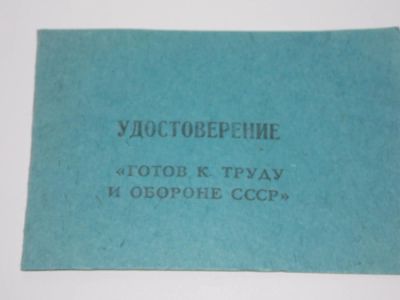 УДОСТОВЕРЕНИЕ
«ГОТОВ К ТРУДУ
И ОБОРОНЕ СССР»